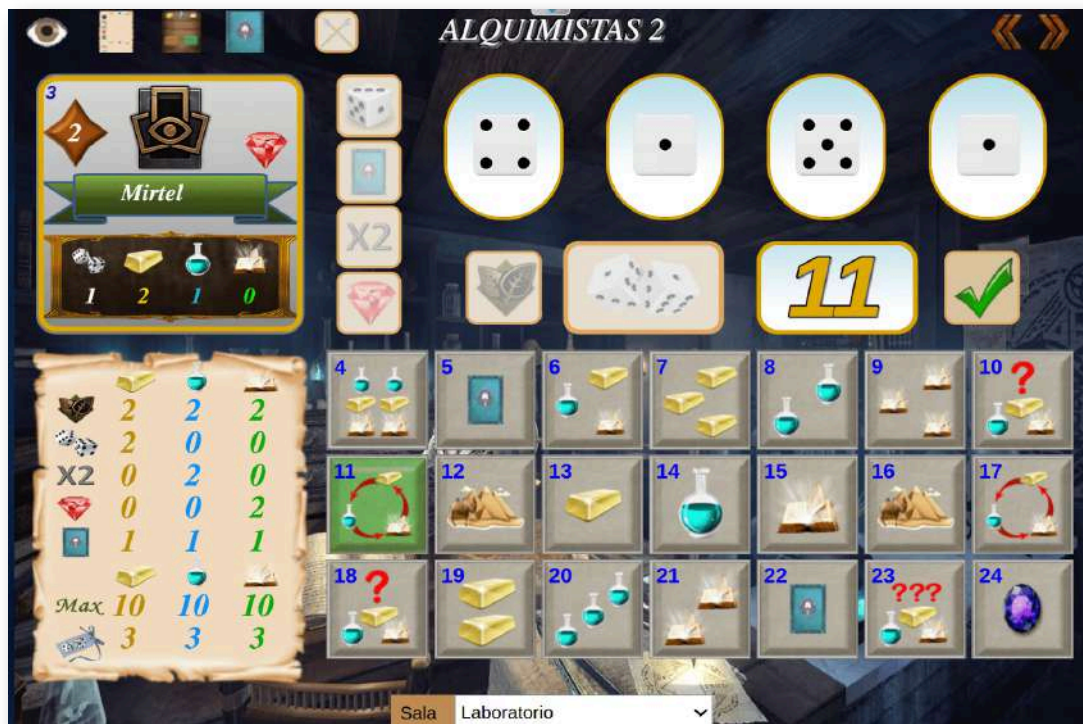 ALQUIMISTAS 2
3
2
Mirtel
1 2 1 0
X2
11
2 2 2
2 0 0
X2 0 2 0
0 0 2
1 1 1
Max 10 10 10
3 3 3
4 5 6 7 8 9 10 ?
11 12 13 14 15 16 17
18 ? 19 20 21 22 23 ??? 24
Sala Laboratorio